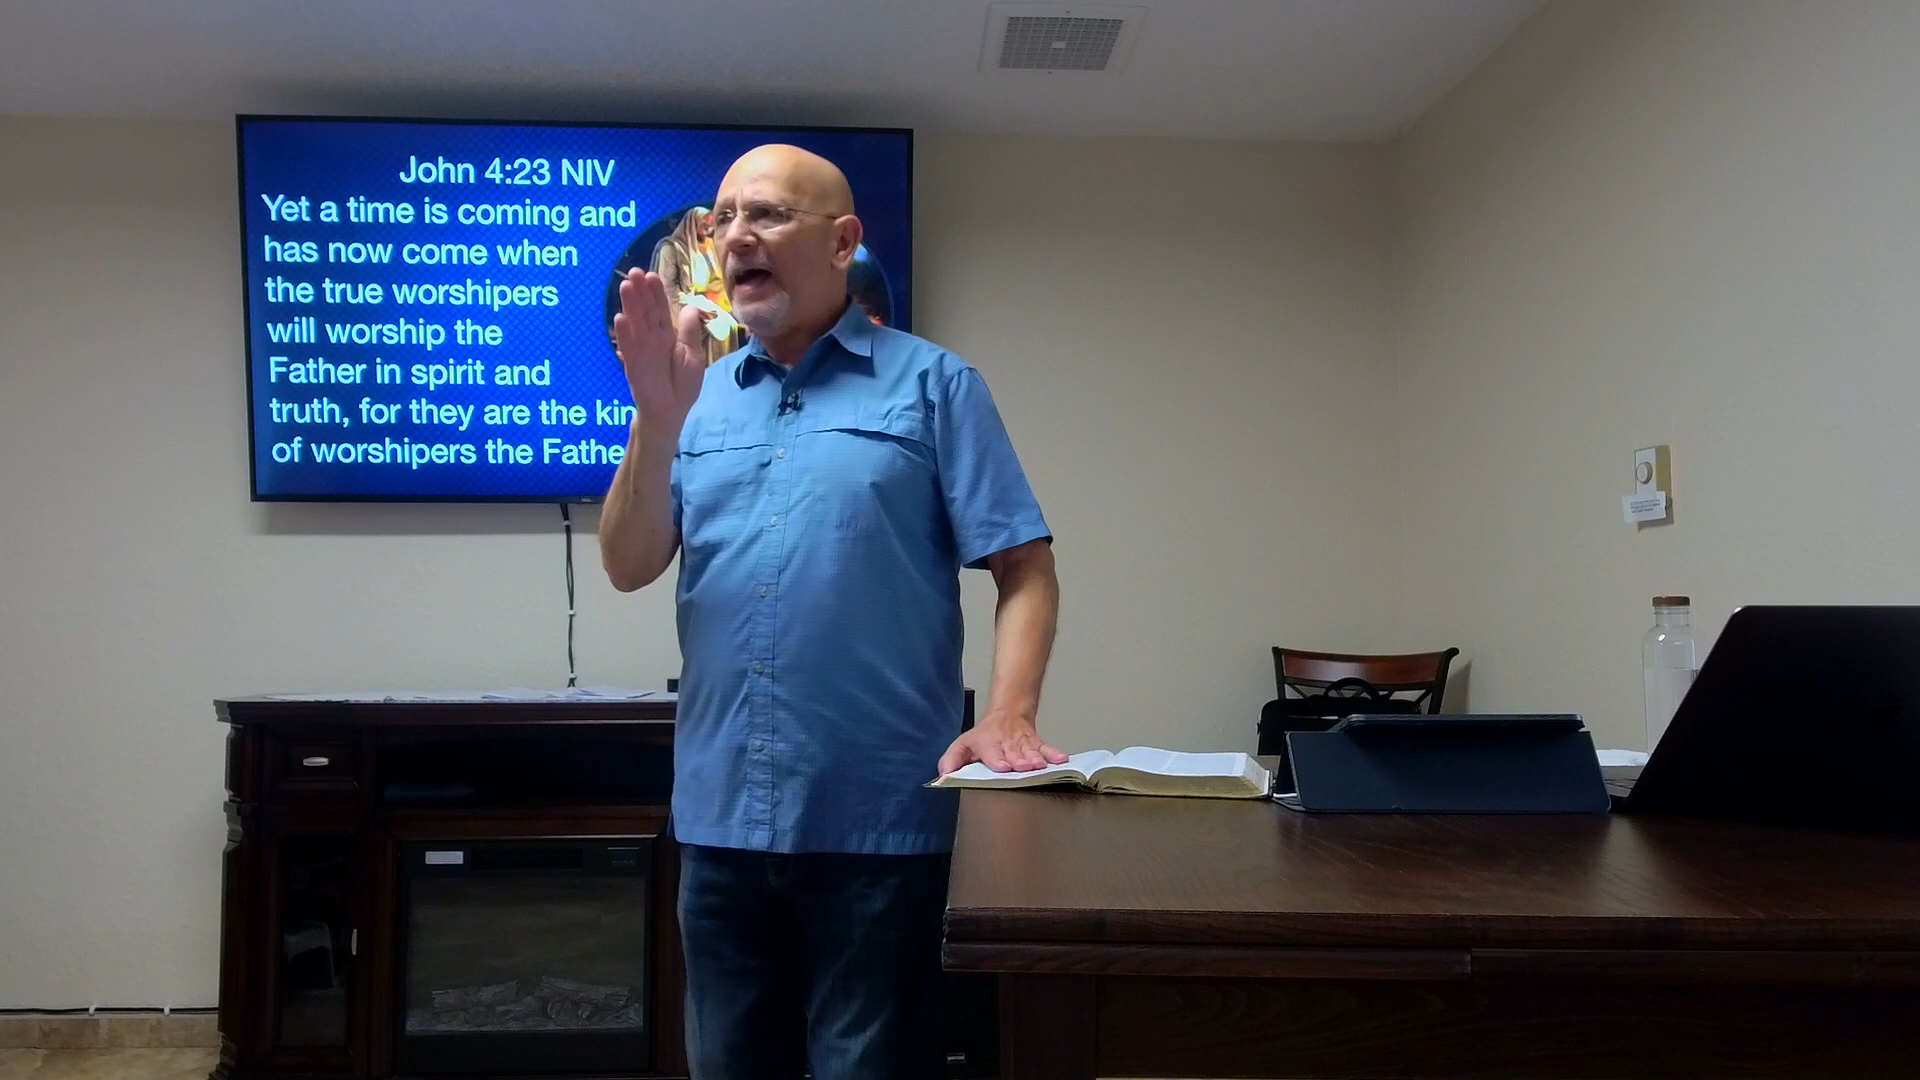 John 4:23 NIV
Yet a time is coming and
has now come when
the true worshipers
will worship the
Father in spirit and
truth, for they are the kin
of worshipers the Fathe